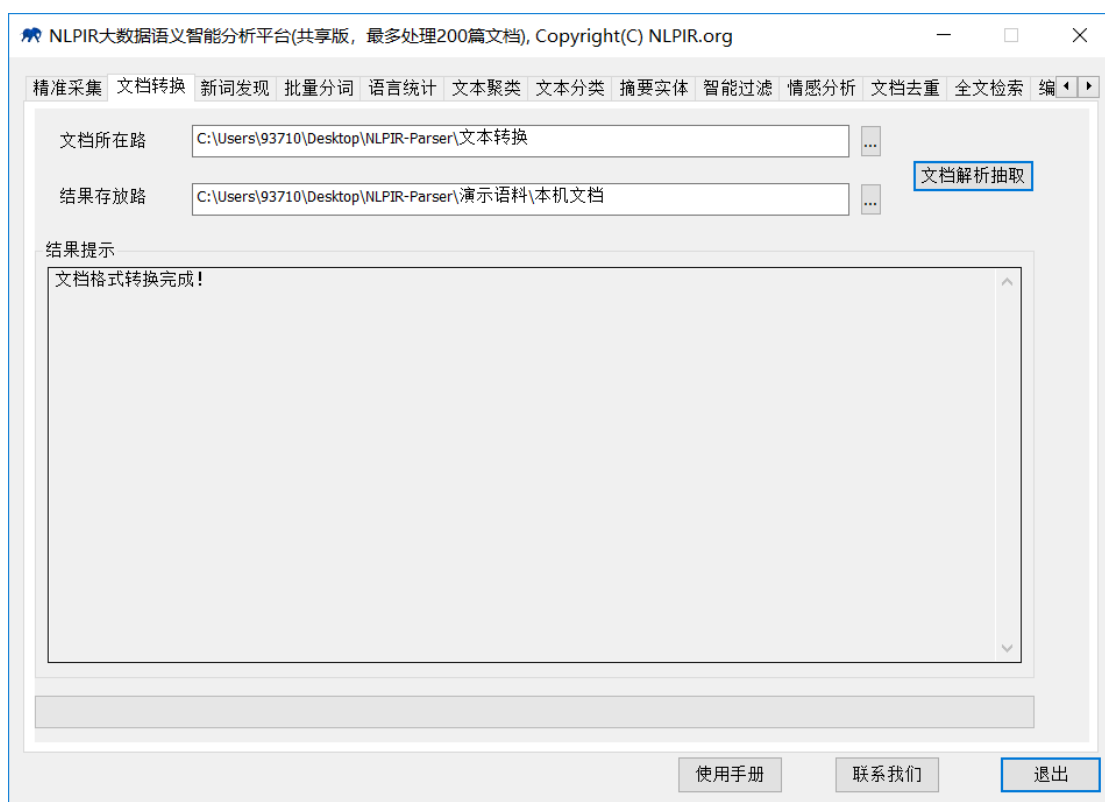 NLPIR大数据语义智能分析平台(共享版，最多处理200篇文档), Copyright(C) NLPIR.org
精准采集 文档转换 新词发现 批量分词 语言统计 文本聚类 文本分类 摘要实体 智能过滤 情感分析 文档去重 全文检索 编
文档所在路 C:\Users\93710\Desktop\NLPIR-Parser\文本转换 ...
文档解析抽取
结果存放路 C:\Users\93710\Desktop\NLPIR-Parser\演示语料\本机文档 ...
结果提示
文档格式转换完成!
使用手册 联系我们 退出